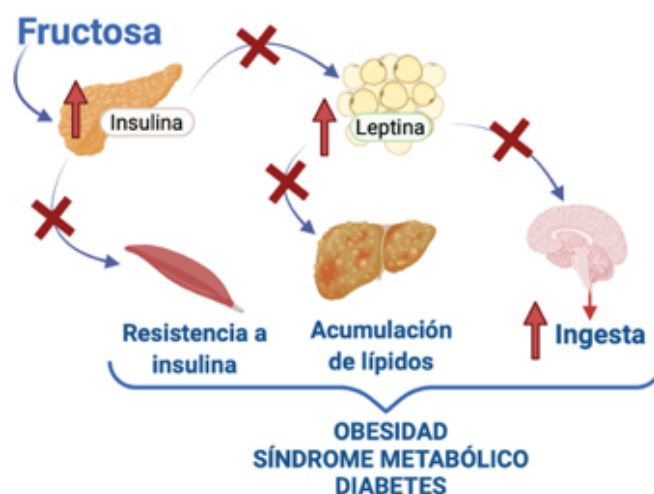 Fructosa
Insulina
Leptina
Resistencia a
insulina
Acumulación
de lípidos
Ingesta
OBESIDAD
SÍNDROME METABÓLICO
DIABETES